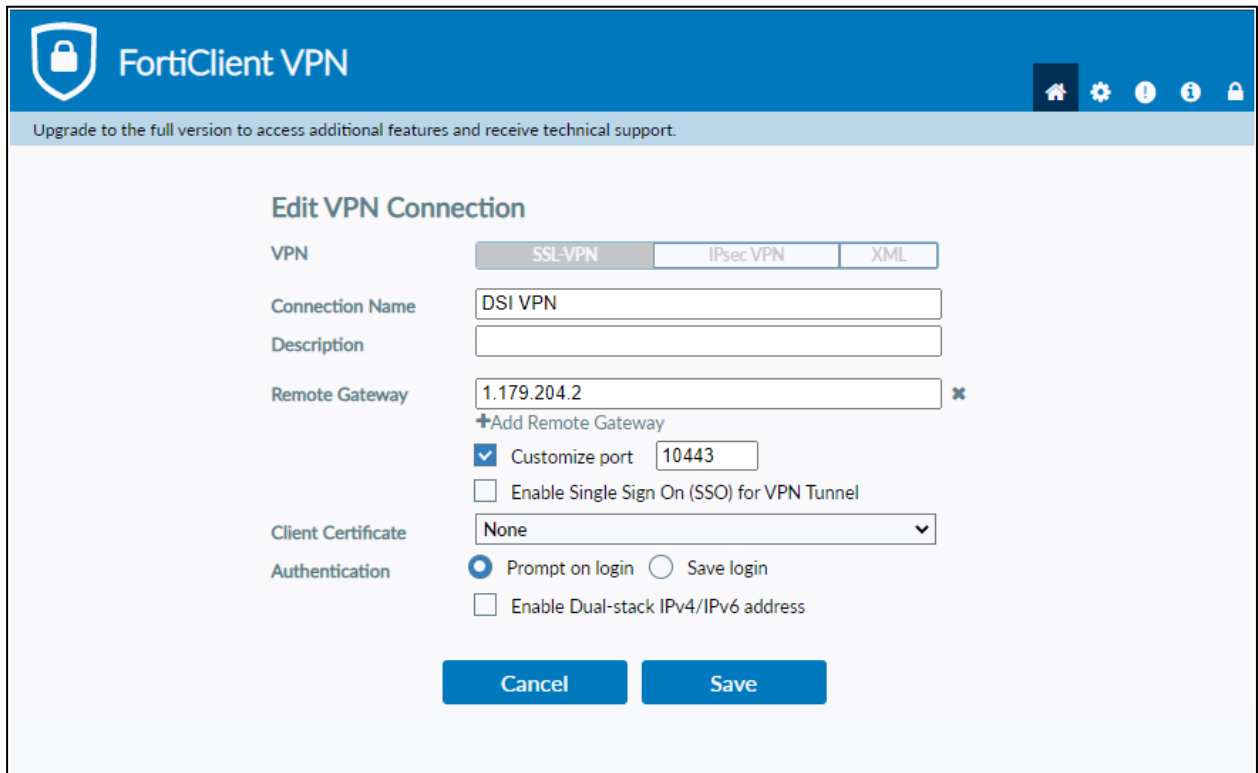 FortiClient VPN
Upgrade to the full version to access additional features and receive technical support.
Edit VPN Connection
VPN SSL-VPN IPsec VPN XML
Connection Name DSI VPN
Description
Remote Gateway 1.179.204.2 ✖
+Add Remote Gateway
Customize port 10443
Enable Single Sign On (SSO) for VPN Tunnel
Client Certificate None
Authentication Prompt on login Save login
Enable Dual-stack IPv4/IPv6 address
Cancel Save